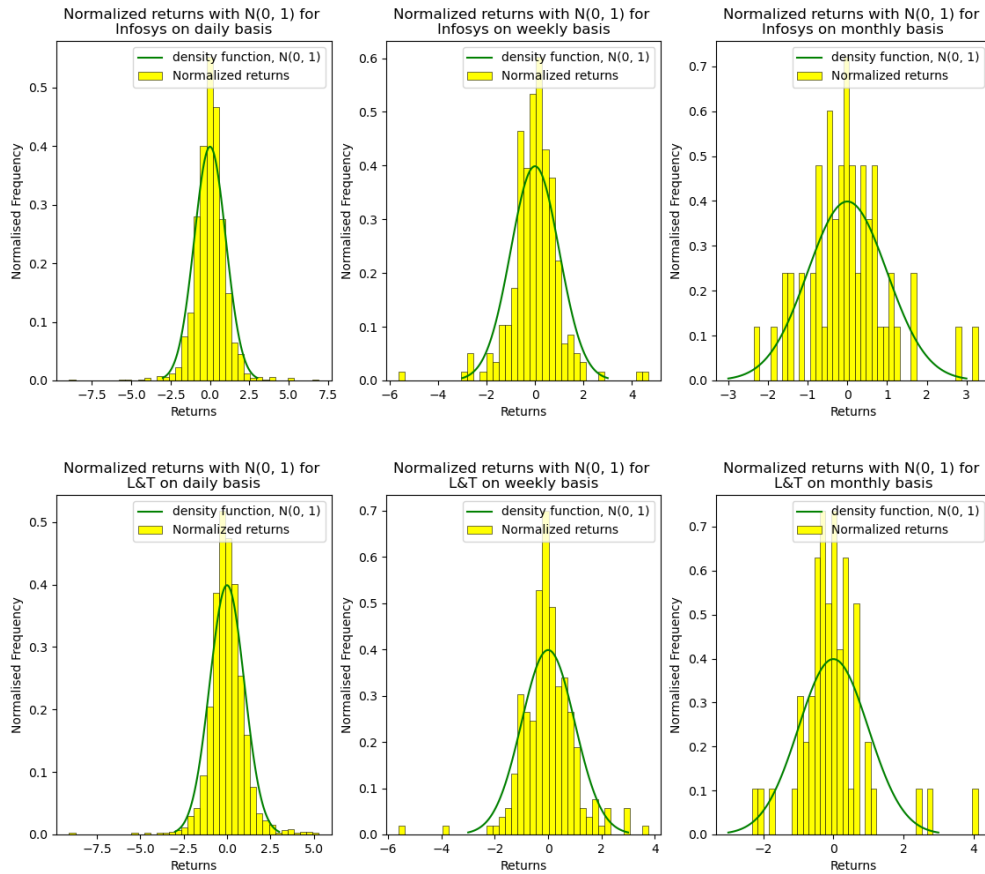 Normalized returns with N(0, 1) for
Infosys on daily basis
density function, N(0, 1)
Normalized returns
Normalised Frequency
0.5
0.4
0.3
0.2
0.1
0.0
−7.5 −5.0 −2.5 0.0 2.5 5.0 7.5
Returns
Normalized returns with N(0, 1) for
Infosys on weekly basis
density function, N(0, 1)
Normalized returns
Normalised Frequency
0.6
0.5
0.4
0.3
0.2
0.1
0.0
−6 −4 −2 0 2 4
Returns
Normalized returns with N(0, 1) for
Infosys on monthly basis
density function, N(0, 1)
Normalized returns
Normalised Frequency
0.7
0.6
0.5
0.4
0.3
0.2
0.1
0.0
−3 −2 −1 0 1 2 3
Returns
Normalized returns with N(0, 1) for
L&T on daily basis
density function, N(0, 1)
Normalized returns
Normalised Frequency
0.5
0.4
0.3
0.2
0.1
0.0
−7.5 −5.0 −2.5 0.0 2.5 5.0
Returns
Normalized returns with N(0, 1) for
L&T on weekly basis
density function, N(0, 1)
Normalized returns
Normalised Frequency
0.7
0.6
0.5
0.4
0.3
0.2
0.1
0.0
−6 −4 −2 0 2 4
Returns
Normalized returns with N(0, 1) for
L&T on monthly basis
density function, N(0, 1)
Normalized returns
Normalised Frequency
0.7
0.6
0.5
0.4
0.3
0.2
0.1
0.0
−2 0 2 4
Returns